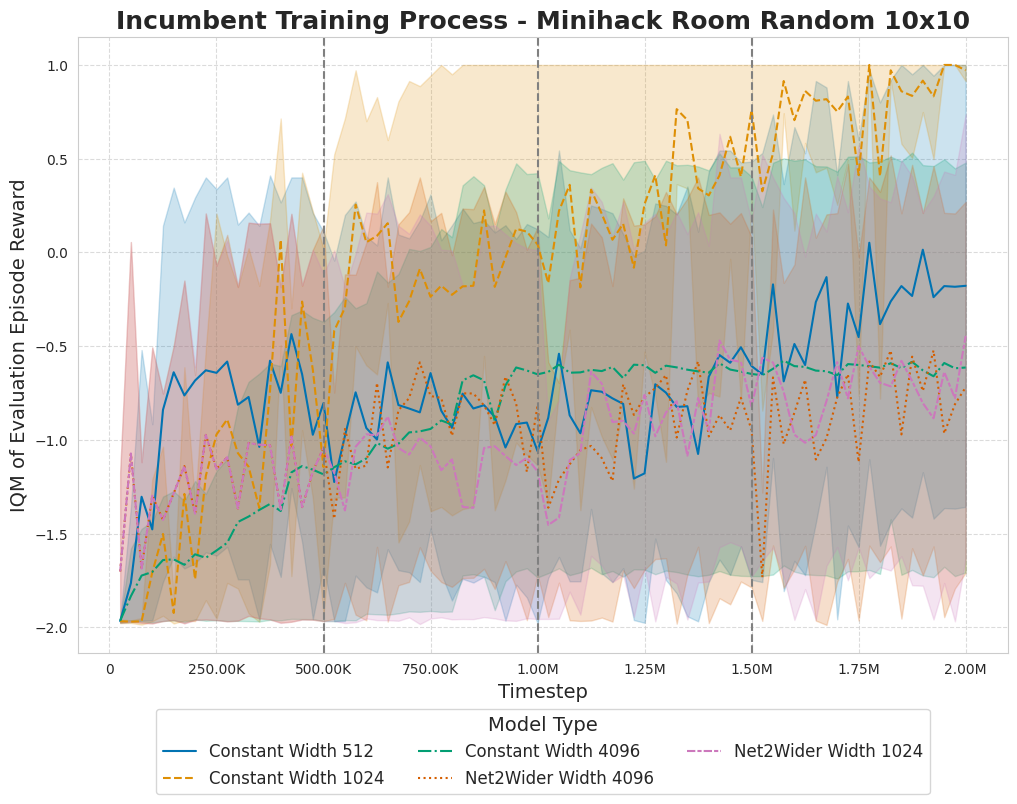 Incumbent Training Process - Minihack Room Random 10x10
IQM of Evaluation Episode Reward
1.0
0.5
0.0
−0.5
−1.0
−1.5
−2.0
0 250.00K 500.00K 750.00K 1.00M 1.25M 1.50M 1.75M 2.00M
Timestep
Model Type
Constant Width 512 Constant Width 4096 Net2Wider Width 1024
Constant Width 1024 Net2Wider Width 4096